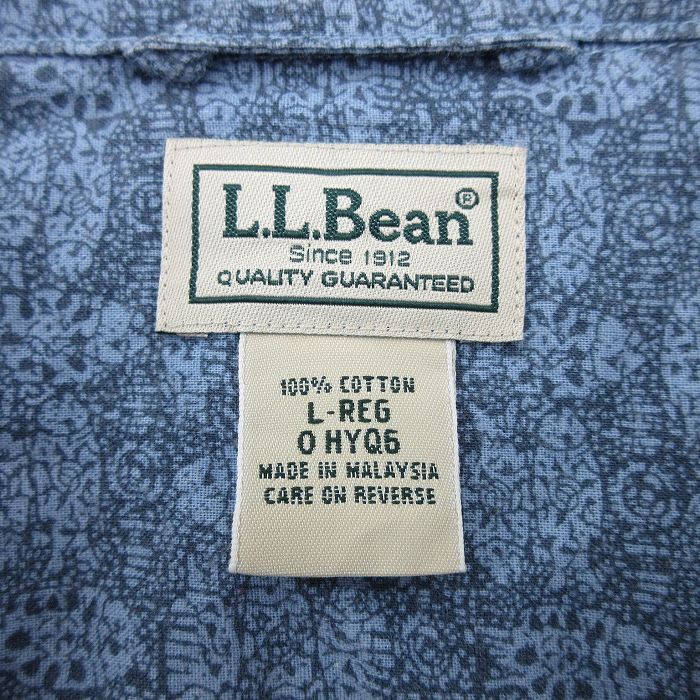 L.L.Bean®
Since 1912
QUALITY GUARANTEED
100% COTTON
L-REG
0 HYQ6
MADE IN MALAYSIA
CARE ON REVERSE